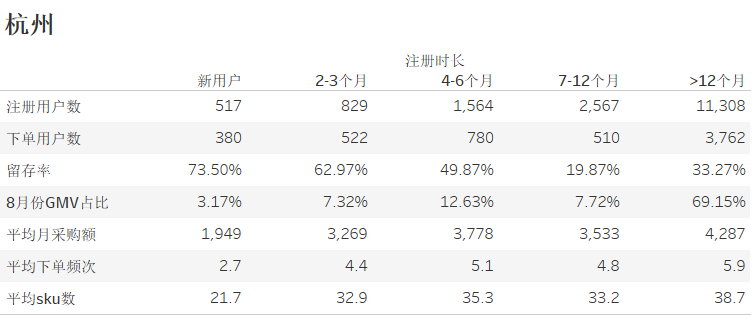 杭州
注册时长
新用户 2-3个月 4-6个月 7-12个月 >12个月
注册用户数 517 829 1,564 2,567 11,308
下单用户数 380 522 780 510 3,762
留存率 73.50% 62.97% 49.87% 19.87% 33.27%
8月份GMV占比 3.17% 7.32% 12.63% 7.72% 69.15%
平均月采购额 1,949 3,269 3,778 3,533 4,287
平均下单频次 2.7 4.4 5.1 4.8 5.9
平均sku数 21.7 32.9 35.3 33.2 38.7